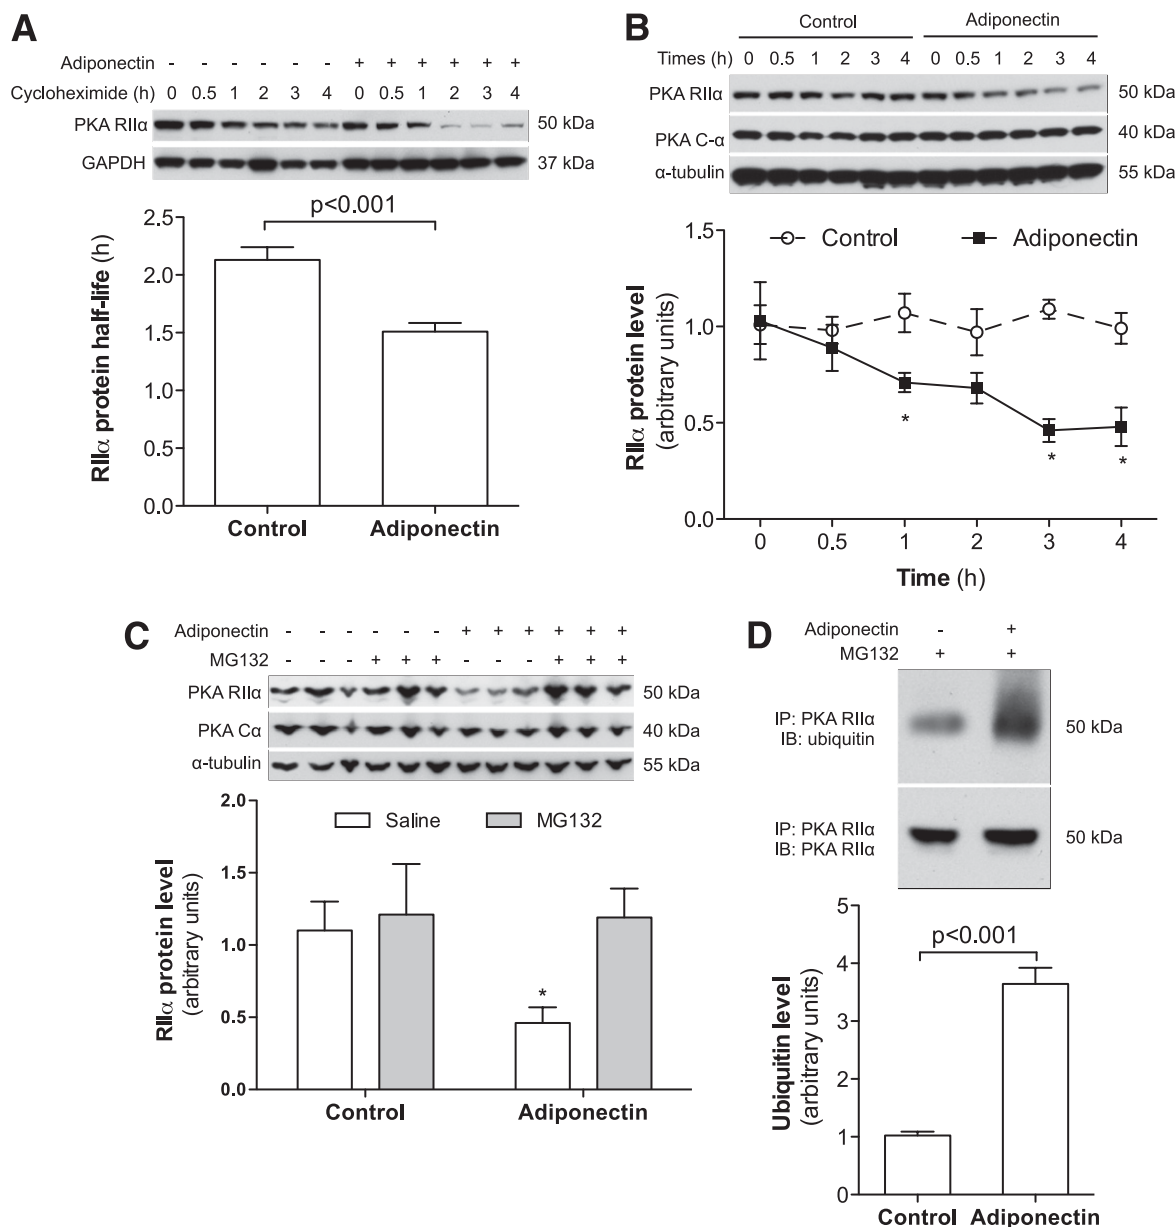 A
Adiponectin - - - - - - + + + + + +
Cycloheximide (h) 0 0.5 1 2 3 4 0 0.5 1 2 3 4
PKA RIIα 50 kDa
GAPDH 37 kDa
p<0.001
RIIα protein half-life (h)
2.5
2.0
1.5
1.0
0.5
0.0
Control Adiponectin
B
Control Adiponectin
Times (h) 0 0.5 1 2 3 4 0 0.5 1 2 3 4
PKA RIIα 50 kDa
PKA C-α 40 kDa
α-tubulin 55 kDa
Control Adiponectin
RIIα protein level
(arbitrary units)
1.5
1.0
0.5
0.0
* * *
0 0.5 1 2 3 4
Time (h)
C
Adiponectin - - - - - - + + + + + +
MG132 - - - + + + - - - + + +
PKA RIIα 50 kDa
PKA Cα 40 kDa
α-tubulin 55 kDa
Saline MG132
RIIα protein level
(arbitrary units)
2.0
1.5
1.0
0.5
0.0
*
Control Adiponectin
D
Adiponectin - +
MG132 + +
IP: PKA RIIα
IB: ubiquitin
50 kDa
IP: PKA RIIα
IB: PKA RIIα
50 kDa
p<0.001
Ubiquitin level
(arbitrary units)
5
4
3
2
1
0
Control Adiponectin